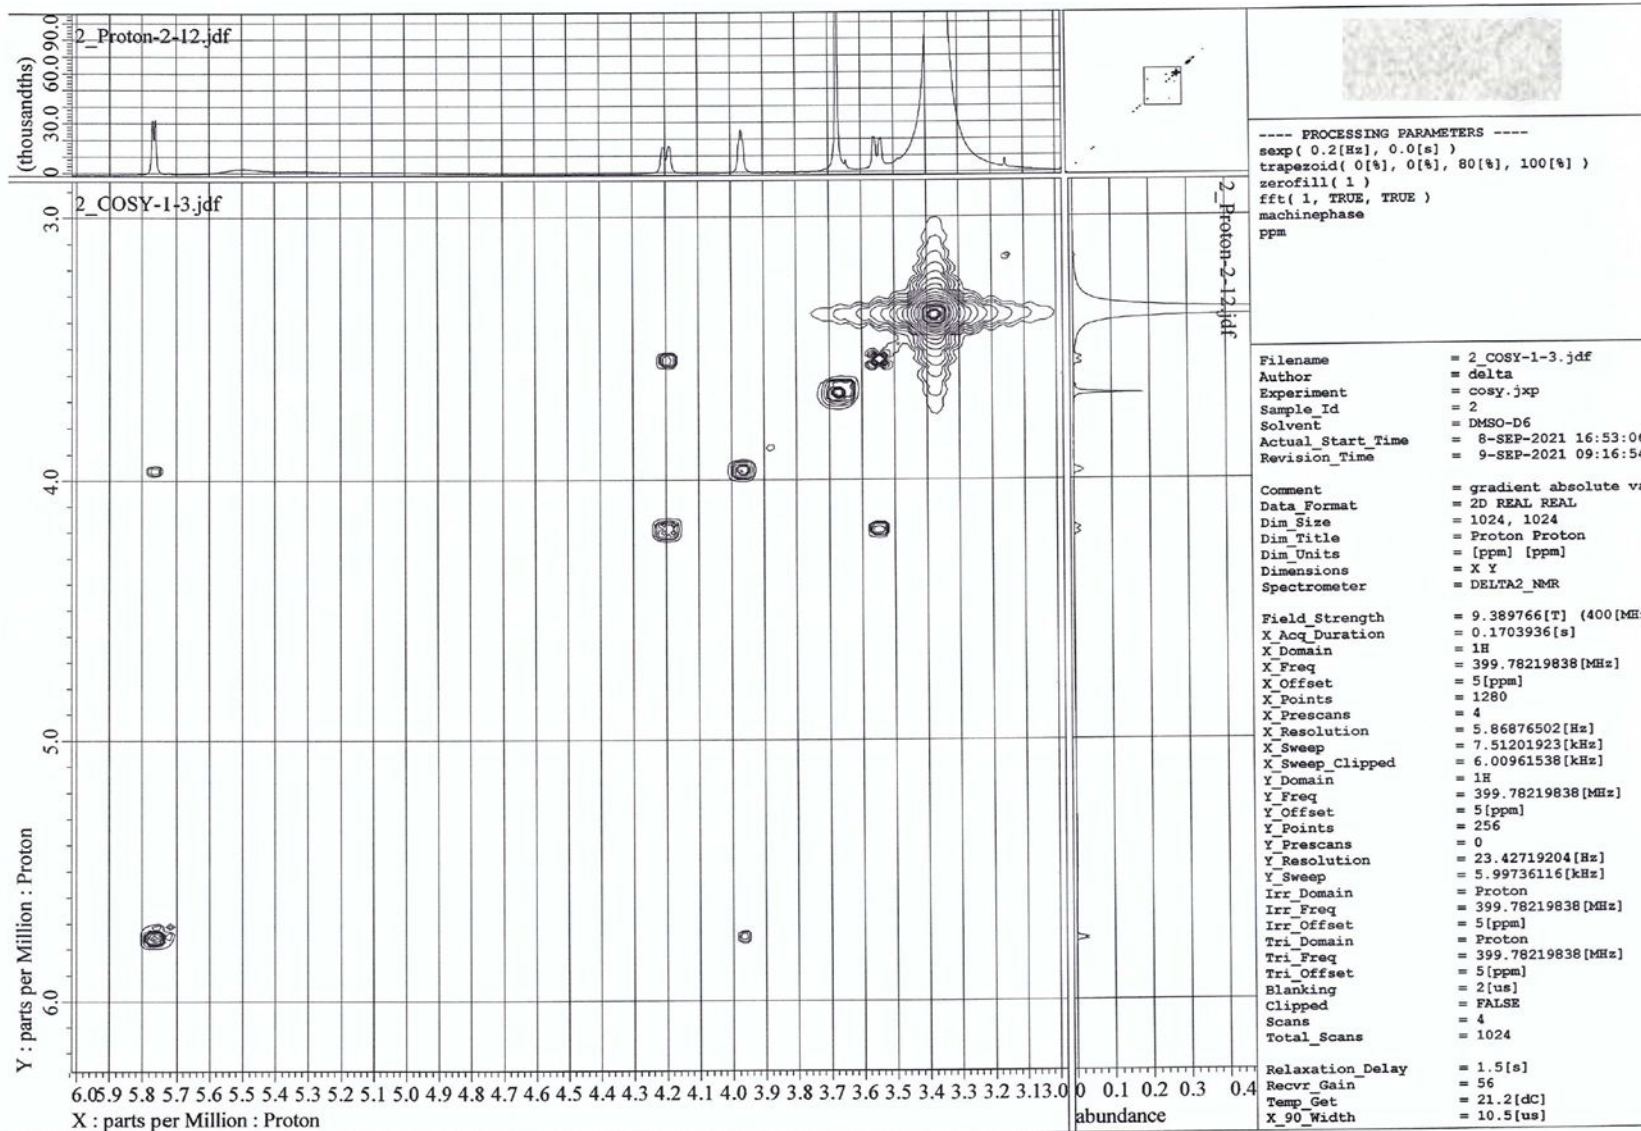 2_Proton-2-12.jdf
(thousandths)
0 30.0 60.0 90.0
2_COSY-1-3.jdf
2_Proton-2-12.jdf
3.0
4.0
5.0
6.0
Y : parts per Million : Proton
6.05.9 5.8 5.7 5.6 5.5 5.4 5.3 5.2 5.1 5.0 4.9 4.8 4.7 4.6 4.5 4.4 4.3 4.2 4.1 4.0 3.9 3.8 3.7 3.6 3.5 3.4 3.3 3.2 3.13.0
X : parts per Million : Proton
0 0.1 0.2 0.3 0.4
abundance
---- PROCESSING PARAMETERS ----
sexp( 0.2[Hz], 0.0[s] )
trapezoid( 0[%], 0[%], 80[%], 100[%] )
zerofill( 1 )
fft( 1, TRUE, TRUE )
machinephase
ppm
Filename = 2_COSY-1-3.jdf
Author = delta
Experiment = cosy.jxp
Sample_Id = 2
Solvent = DMSO-D6
Actual_Start_Time = 8-SEP-2021 16:53:06
Revision_Time = 9-SEP-2021 09:16:54
Comment = gradient absolute va
Data_Format = 2D REAL REAL
Dim_Size = 1024, 1024
Dim_Title = Proton Proton
Dim_Units = [ppm] [ppm]
Dimensions = X Y
Spectrometer = DELTA2_NMR
Field_Strength = 9.389766[T] (400[MH
X_Acq_Duration = 0.1703936[s]
X_Domain = 1H
X_Freq = 399.78219838[MHz]
X_Offset = 5[ppm]
X_Points = 1280
X_Prescans = 4
X_Resolution = 5.86876502[Hz]
X_Sweep = 7.51201923[kHz]
X_Sweep_Clipped = 6.00961538[kHz]
Y_Domain = 1H
Y_Freq = 399.78219838[MHz]
Y_Offset = 5[ppm]
Y_Points = 256
Y_Prescans = 0
Y_Resolution = 23.42719204[Hz]
Y_Sweep = 5.99736116[kHz]
Irr_Domain = Proton
Irr_Freq = 399.78219838[MHz]
Irr_Offset = 5[ppm]
Tri_Domain = Proton
Tri_Freq = 399.78219838[MHz]
Tri_Offset = 5[ppm]
Blanking = 2[us]
Clipped = FALSE
Scans = 4
Total_Scans = 1024
Relaxation_Delay = 1.5[s]
Recvr_Gain = 56
Temp_Get = 21.2[dC]
X_90_Width = 10.5[us]